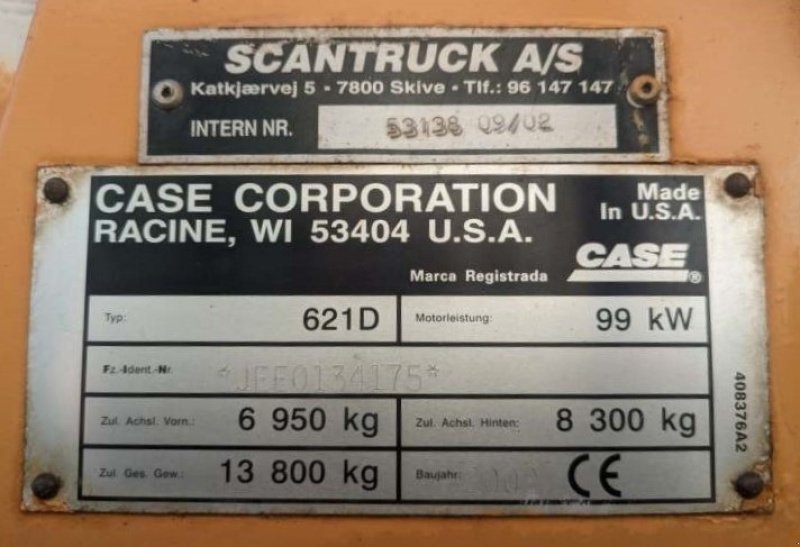 SCANTRUCK A/S
Katkjærvej 5 - 7800 Skive - Tlf.: 96 147 147
INTERN NR. 53138 09/02
CASE CORPORATION
Made
In U.S.A.
RACINE, WI 53404 U.S.A.
Marca Registrada
CASE®
Typ: 621D
Motorleistung: 99 kW
Fz.-Ident.-Nr. *JEE0134175*
Zul. Achsl. Vorn.: 6 950 kg
Zul. Achsl. Hinten: 8 300 kg
Zul. Ges. Gew.: 13 800 kg
Baujahr: CE
408376A2